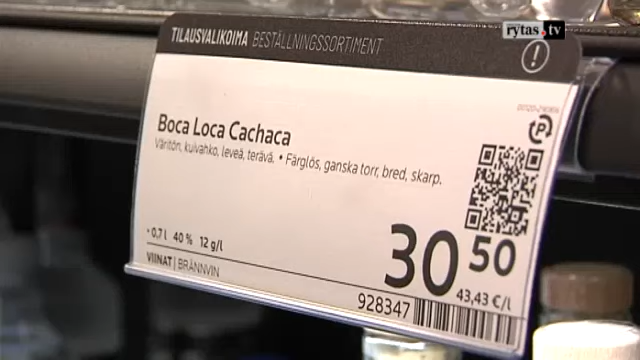 rytas.tv
TILAUSVALIKOIMA BESTÄLLNINGSSORTIMENT
Boca Loca Cachaca
Väritön, kuivahko, leveä, terävä. • Färglös, ganska torr, bred, skarp.
0,7 l 40 % 12 g/l
30 50
VIINAT | BRÄNNVIN
928347 43,43 €/l